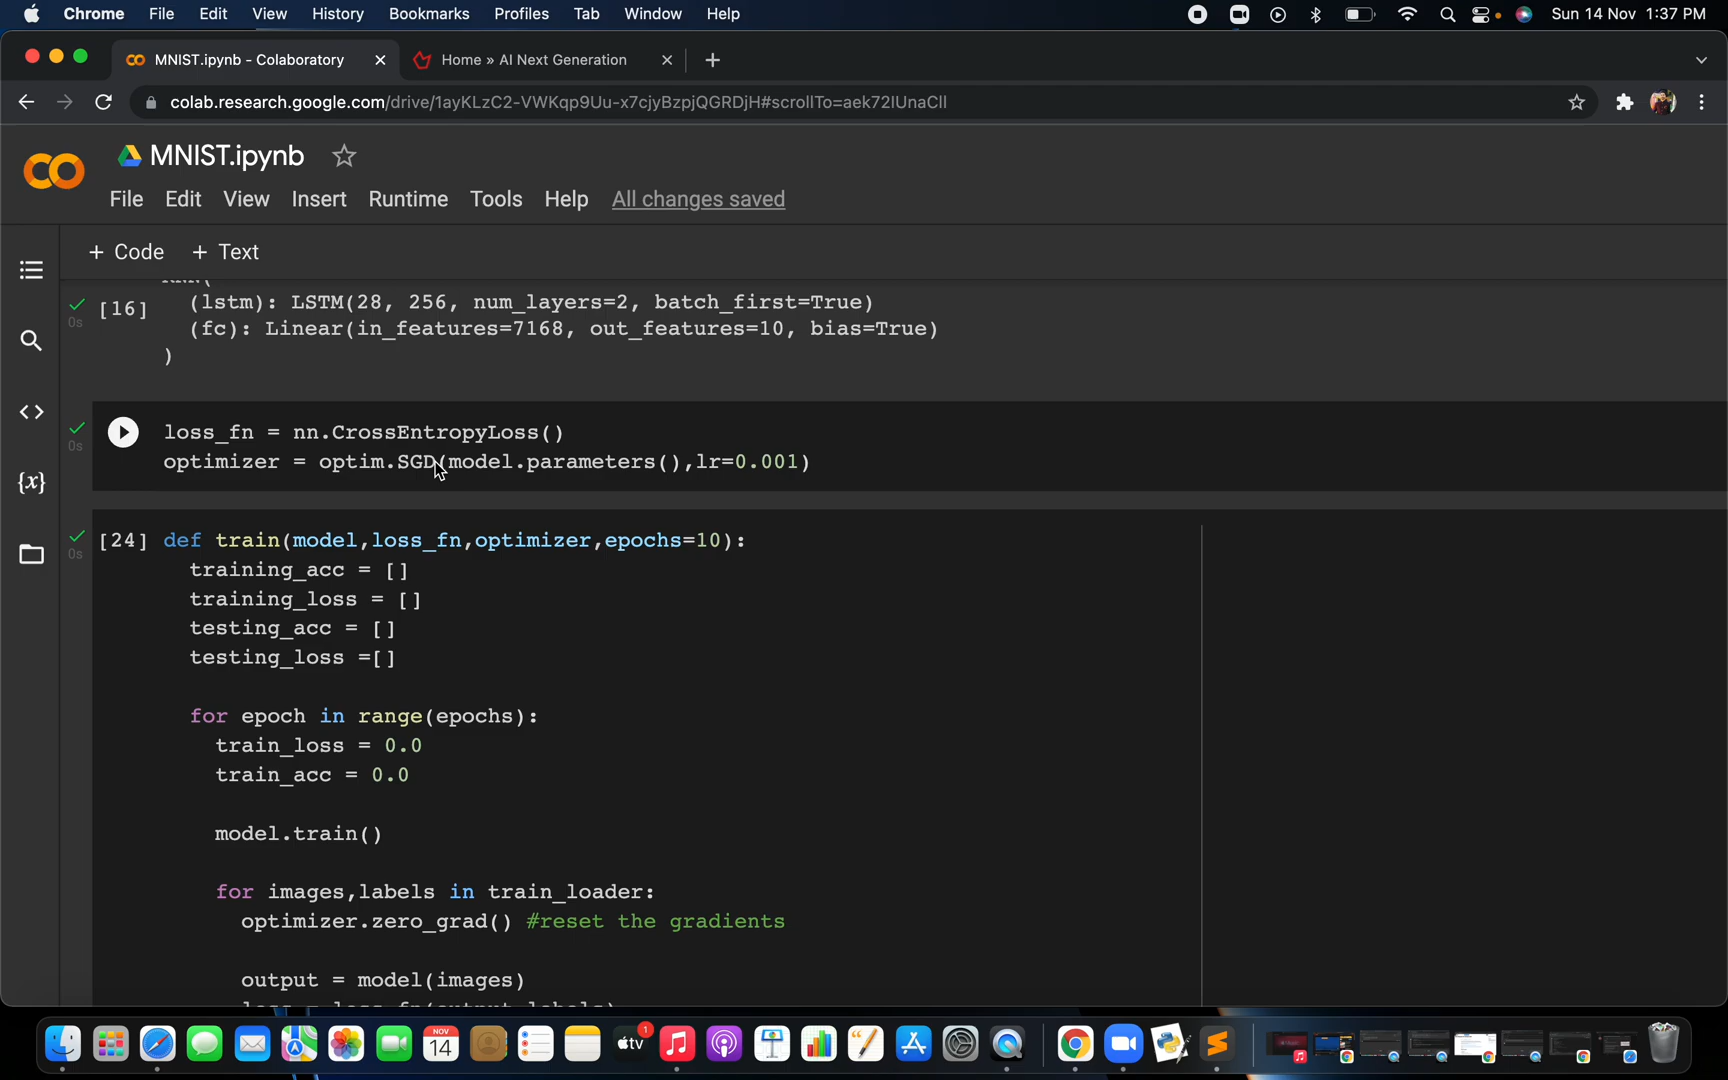 Chrome File Edit View History Bookmarks Profiles Tab Window Help Sun 14 Nov 1:37 PM
MNIST.ipynb - Colaboratory Home » AI Next Generation
colab.research.google.com/drive/1ayKLzC2-VWKqp9Uu-x7cjyBzpjQGRDjH#scrollTo=aek72IUnaCII
MNIST.ipynb
File Edit View Insert Runtime Tools Help All changes saved
+ Code + Text
0s [16] (lstm): LSTM(28, 256, num_layers=2, batch_first=True)
(fc): Linear(in_features=7168, out_features=10, bias=True)
)
loss_fn = nn.CrossEntropyLoss()
0s optimizer = optim.SGD(model.parameters(),lr=0.001)
[24] def train(model,loss_fn,optimizer,epochs=10):
0s training_acc = []
training_loss = []
testing_acc = []
testing_loss =[]
for epoch in range(epochs):
train_loss = 0.0
train_acc = 0.0
model.train()
for images,labels in train_loader:
optimizer.zero_grad() #reset the gradients
output = model(images)
NOV
14
tv
1